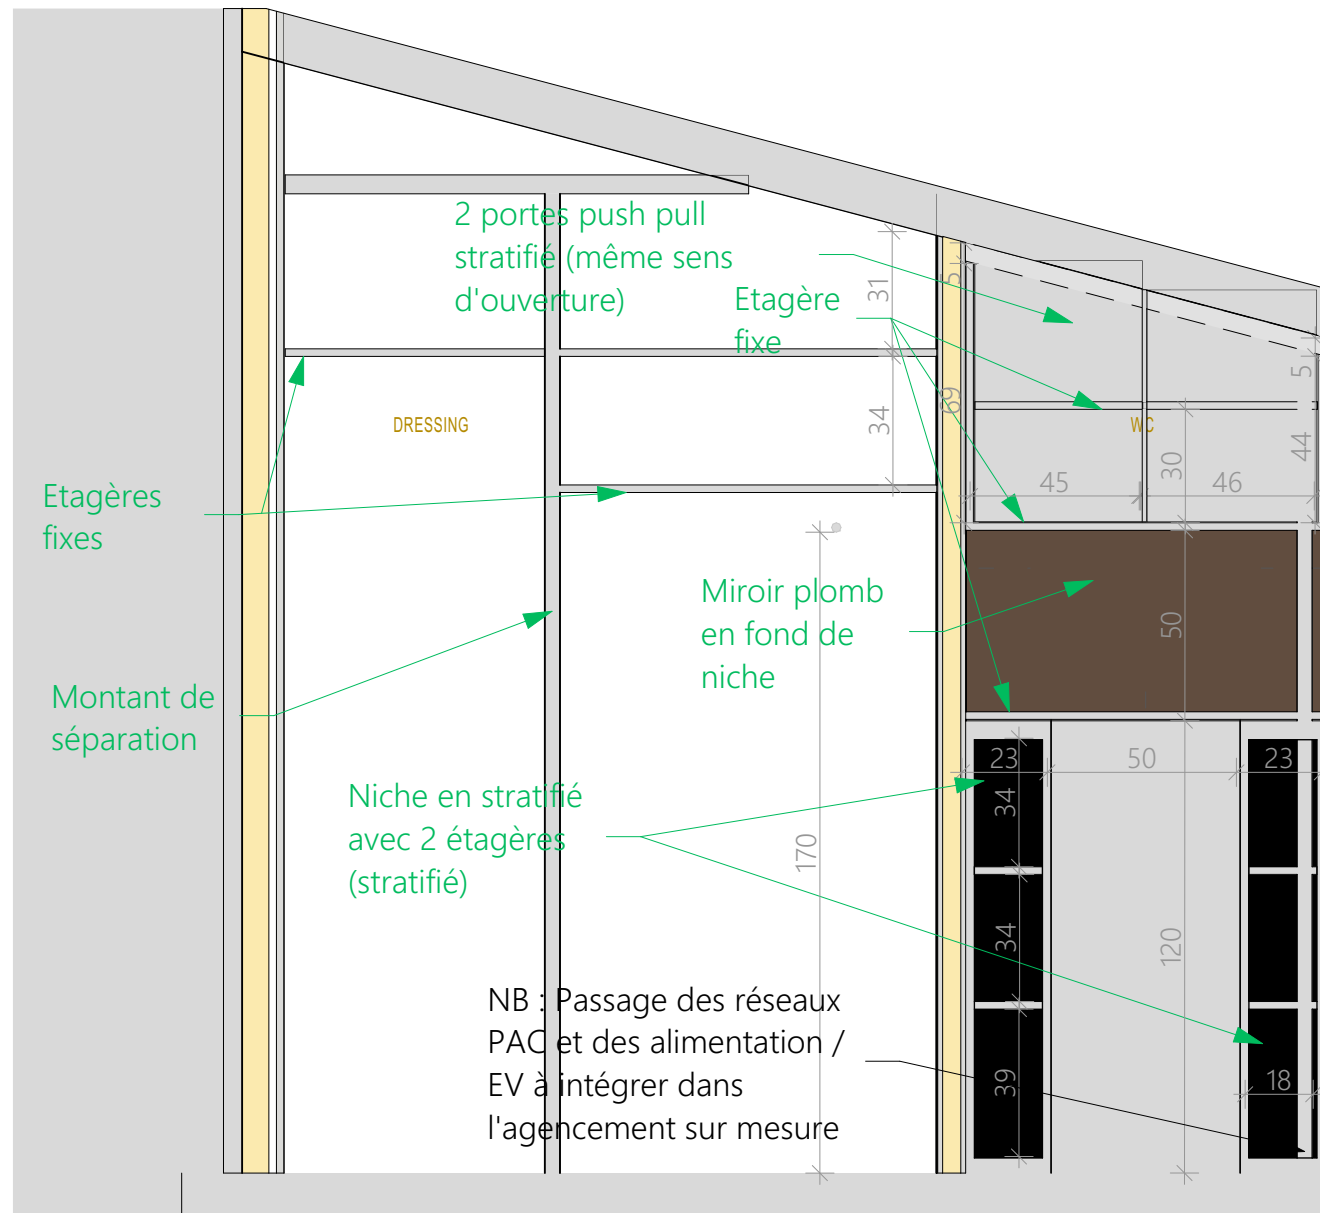 2 portes push pull
stratifié (même sens
d'ouverture)
Etagère
fixe
31
5
5
69
34
DRESSING
WC
30
44
45
46
Etagères
fixes
Miroir plomb
en fond de
niche
50
Montant de
séparation
23
50
23
Niche en stratifié
avec 2 étagères
(stratifié)
34
170
34
120
NB : Passage des réseaux
PAC et des alimentation /
EV à intégrer dans
l'agencement sur mesure
39
18